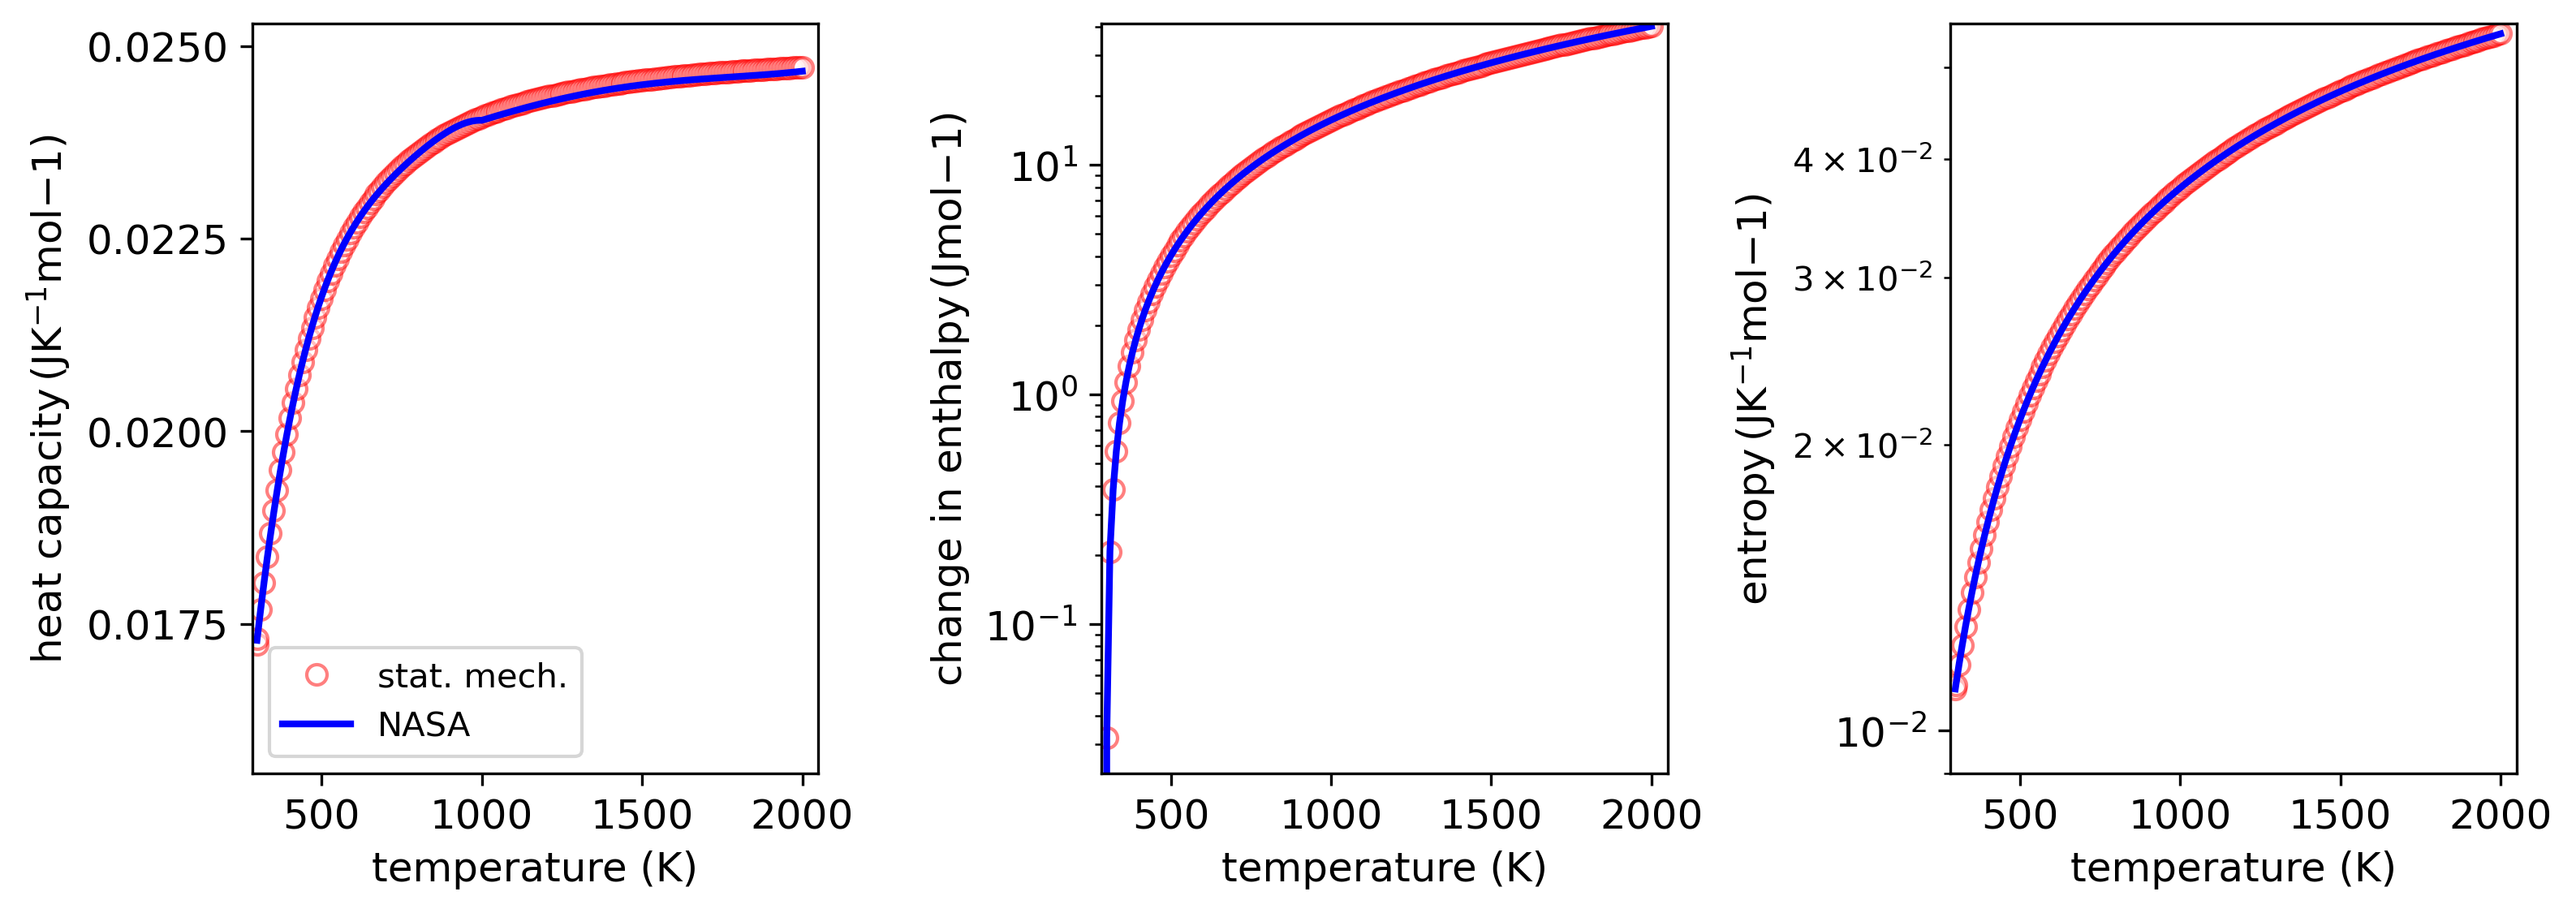 heat capacity (JK⁻¹mol−1)
0.0250
0.0225
0.0200
0.0175
stat. mech.
NASA
500 1000 1500 2000
temperature (K)
change in enthalpy (Jmol−1)
10¹
10⁰
10⁻¹
500 1000 1500 2000
temperature (K)
entropy (JK⁻¹mol−1)
4 × 10⁻²
3 × 10⁻²
2 × 10⁻²
10⁻²
500 1000 1500 2000
temperature (K)